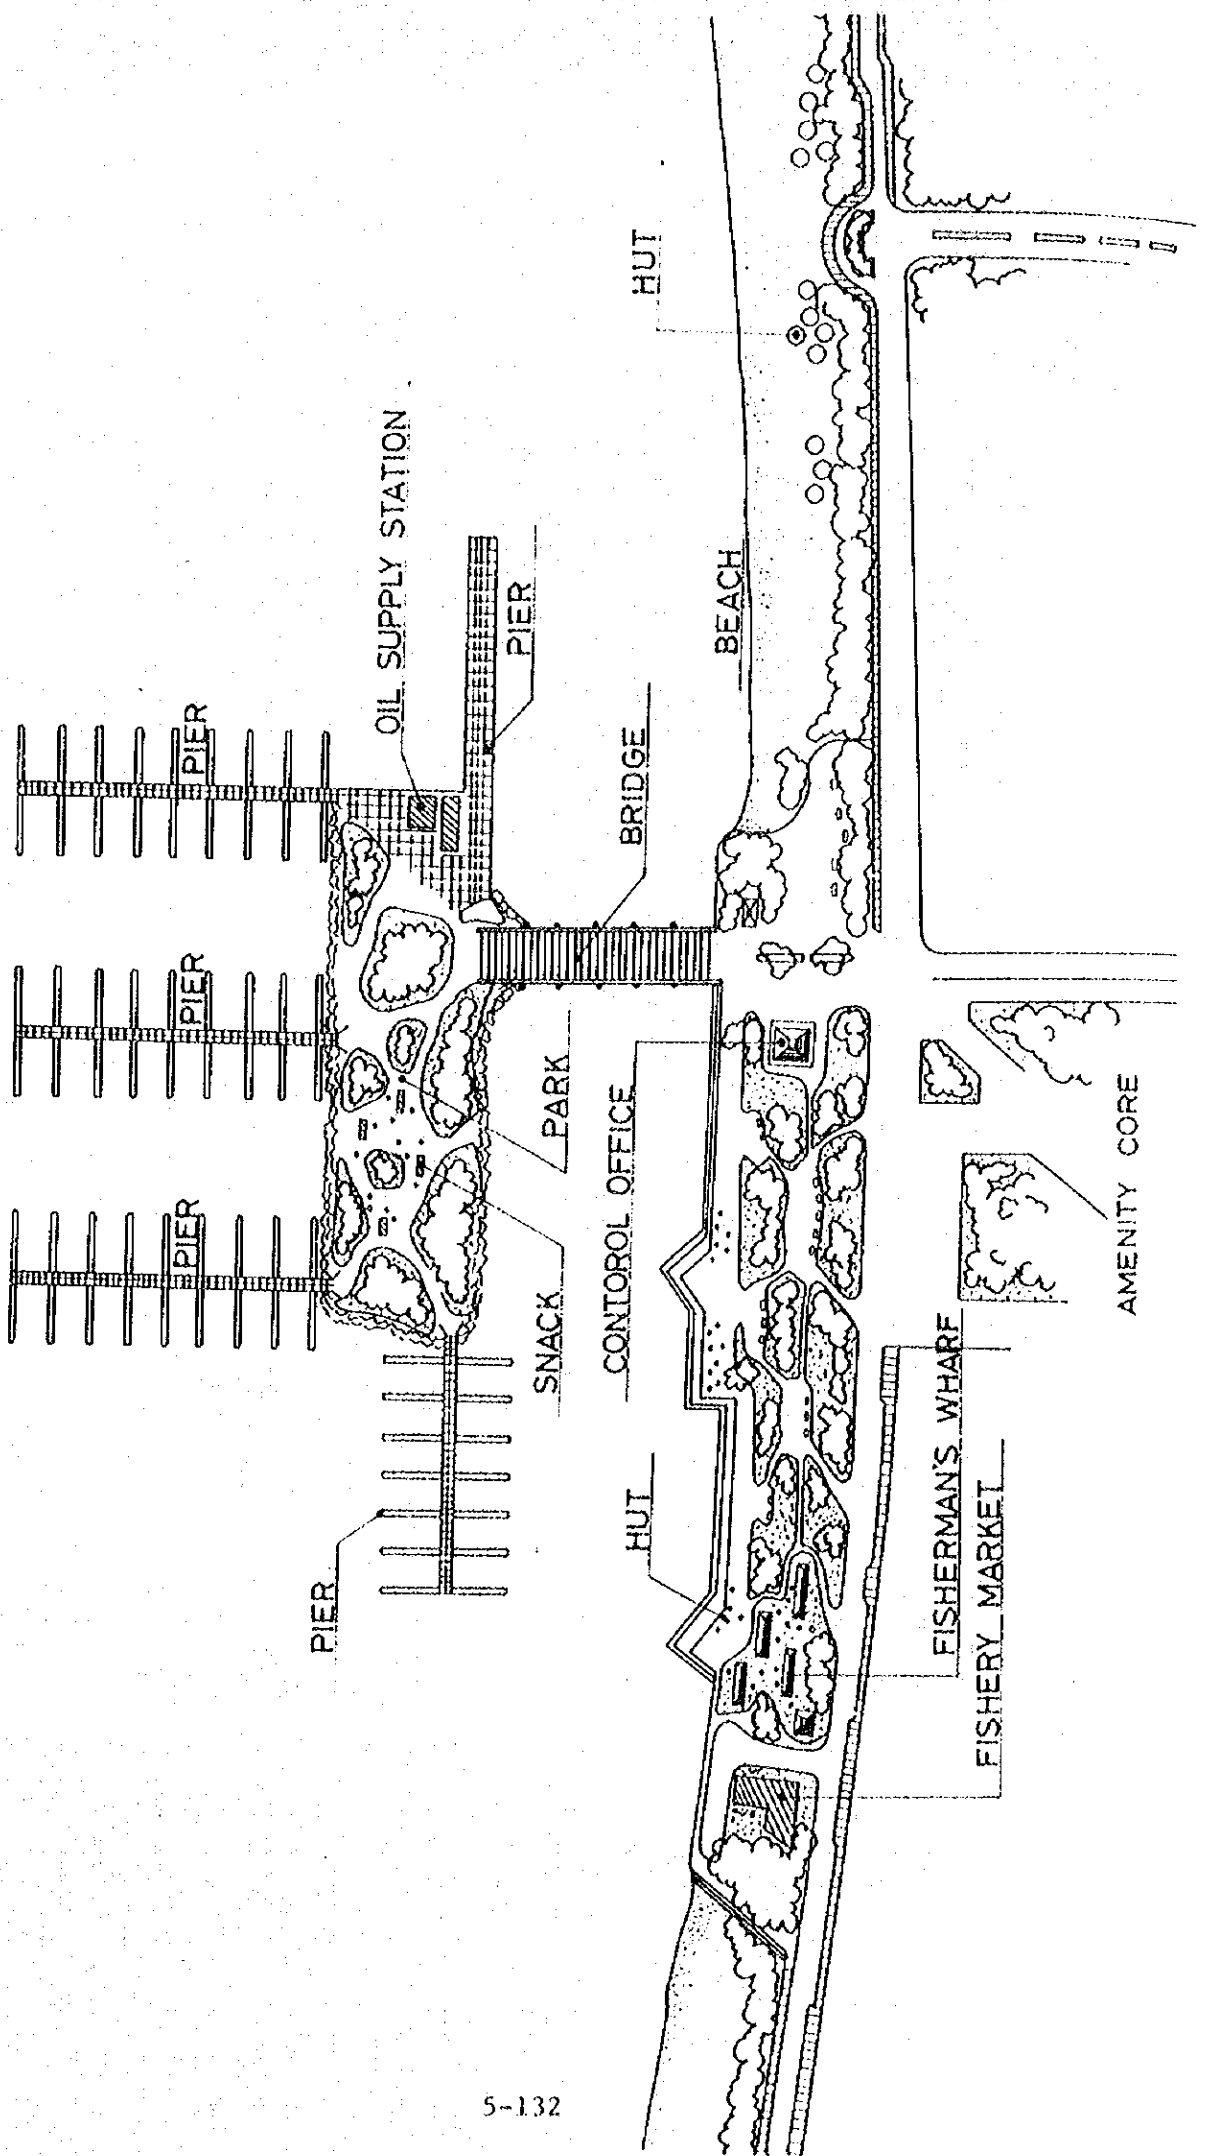 PIER
PIER
PIER
PIER
OIL SUPPLY STATION
PIER
SNACK
PARK
CONTOROL OFFICE
BRIDGE
HUT
HUT
BEACH
FISHERMAN'S WHARF
FISHERY MARKET
AMENITY CORE
5-132